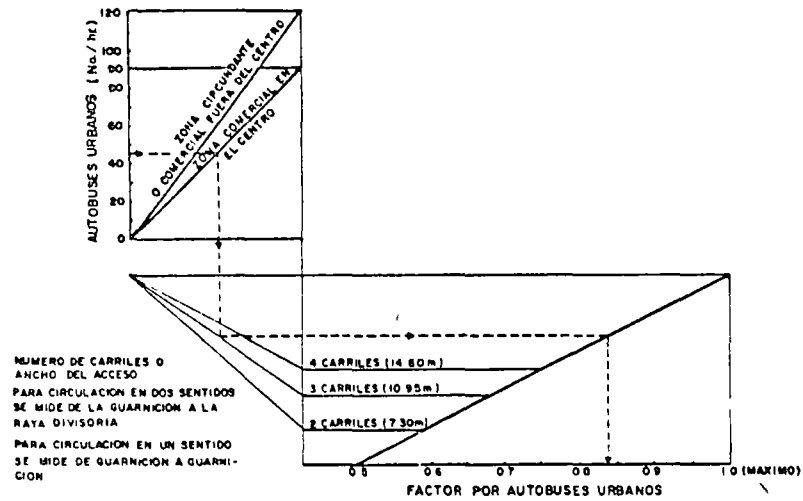 120
100
90
80
60
40
20
0
AUTOBUSES URBANOS (No./hr)
ZONA CIRCUNDANTE
O COMERCIAL FUERA DEL CENTRO
ZONA COMERCIAL EN
EL CENTRO
NUMERO DE CARRILES O
ANCHO DEL ACCESO
PARA CIRCULACION EN DOS SENTIDOS
SE MIDE DE LA GUARNICION A LA
RAYA DIVISORIA
PARA CIRCULACION EN UN SENTIDO
SE MIDE DE GUARNICION A GUARNI-
CION
4 CARRILES (14.60m)
3 CARRILES (10.95m)
2 CARRILES (7.30m)
0.5 0.6 0.7 0.8 0.9 1.0 (MAXIMO)
FACTOR POR AUTOBUSES URBANOS